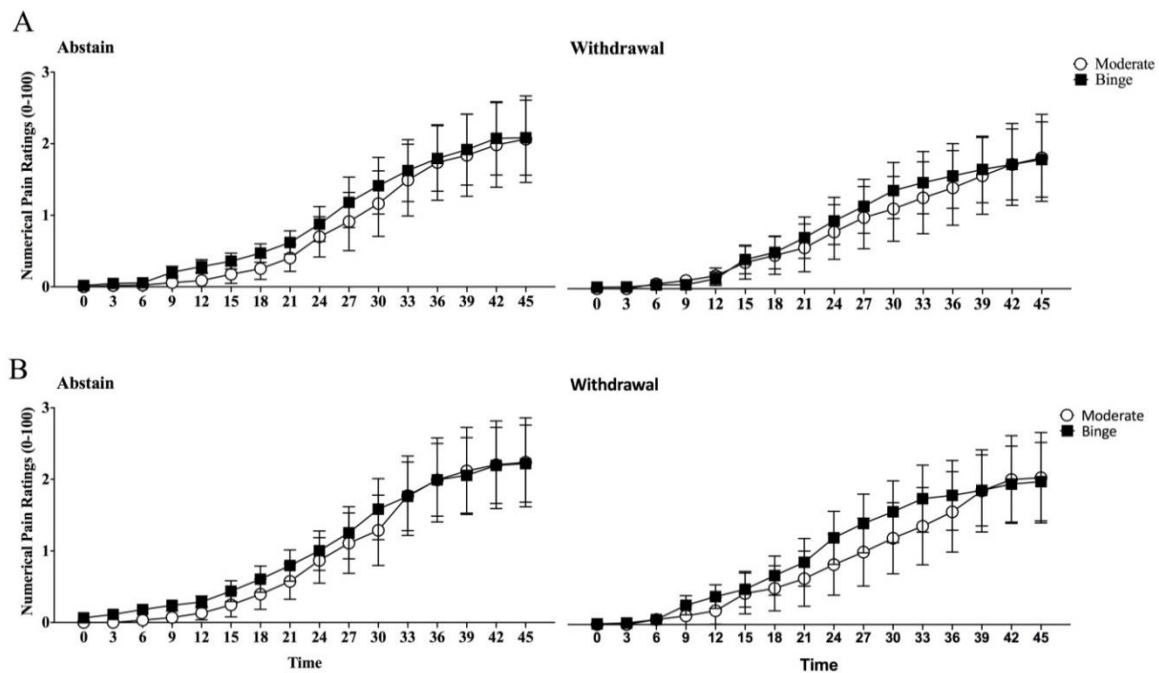 A
Abstain
Withdrawal
Moderate
Binge
Numerical Pain Ratings (0-100)
3
2
1
0
0 3 6 9 12 15 18 21 24 27 30 33 36 39 42 45
0 3 6 9 12 15 18 21 24 27 30 33 36 39 42 45
B
Abstain
Withdrawal
Moderate
Binge
Numerical Pain Ratings (0-100)
3
2
1
0
0 3 6 9 12 15 18 21 24 27 30 33 36 39 42 45
0 3 6 9 12 15 18 21 24 27 30 33 36 39 42 45
Time
Time